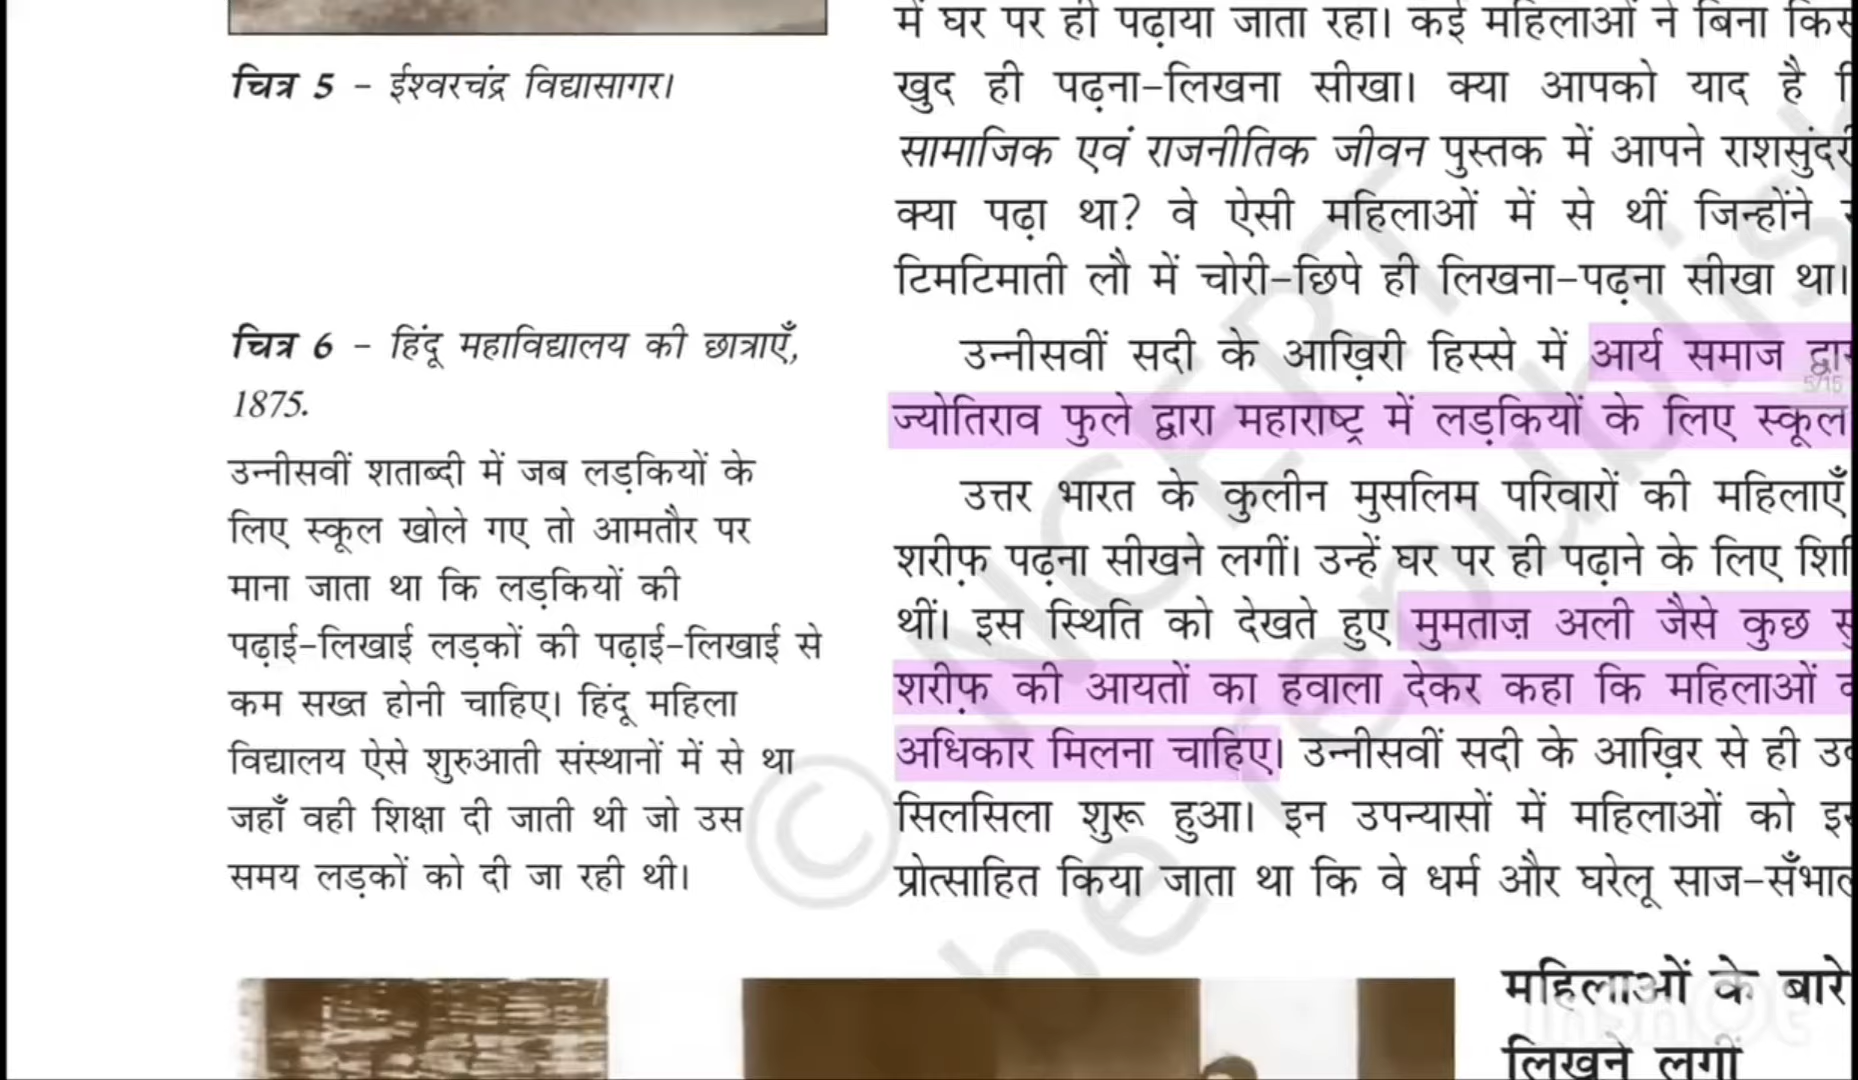 चित्र 5 – ईश्वरचंद्र विद्यासागर।
चित्र 6 – हिंदू महाविद्यालय की छात्राएँ,
1875.
उन्नीसवीं शताब्दी में जब लड़कियों के
लिए स्कूल खोले गए तो आमतौर पर
माना जाता था कि लड़कियों की
पढ़ाई-लिखाई लड़कों की पढ़ाई-लिखाई से
कम सख्त होनी चाहिए। हिंदू महिला
विद्यालय ऐसे शुरुआती संस्थानों में से था
जहाँ वही शिक्षा दी जाती थी जो उस
समय लड़कों को दी जा रही थी।
में घर पर ही पढ़ाया जाता रहा। कई महिलाओं ने बिना
खुद ही पढ़ना-लिखना सीखा। क्या आपको याद है
सामाजिक एवं राजनीतिक जीवन पुस्तक में आपने
क्या पढ़ा था? वे ऐसी महिलाओं में से थीं जिन्होंने
टिमटिमाती लौ में चोरी-छिपे ही लिखना-पढ़ना सीखा था।
उन्नीसवीं सदी के आख़िरी हिस्से में आर्य समाज
5/15
ज्योतिराव फुले द्वारा महाराष्ट्र में लड़कियों के लिए स्कूल
उत्तर भारत के कुलीन मुसलिम परिवारों की महिलाएँ
शरीफ़ पढ़ना सीखने लगीं। उन्हें घर पर ही पढ़ाने के लिए
थीं। इस स्थिति को देखते हुए मुमताज़ अली जैसे कुछ
शरीफ़ की आयतों का हवाला देकर कहा कि महिलाओं
अधिकार मिलना चाहिए। उन्नीसवीं सदी के आख़िर से ही
सिलसिला शुरू हुआ। इन उपन्यासों में महिलाओं को
प्रोत्साहित किया जाता था कि वे धर्म और घरेलू
महिलाओं के बारे
लिखने लगीं
© NCERT
be republish